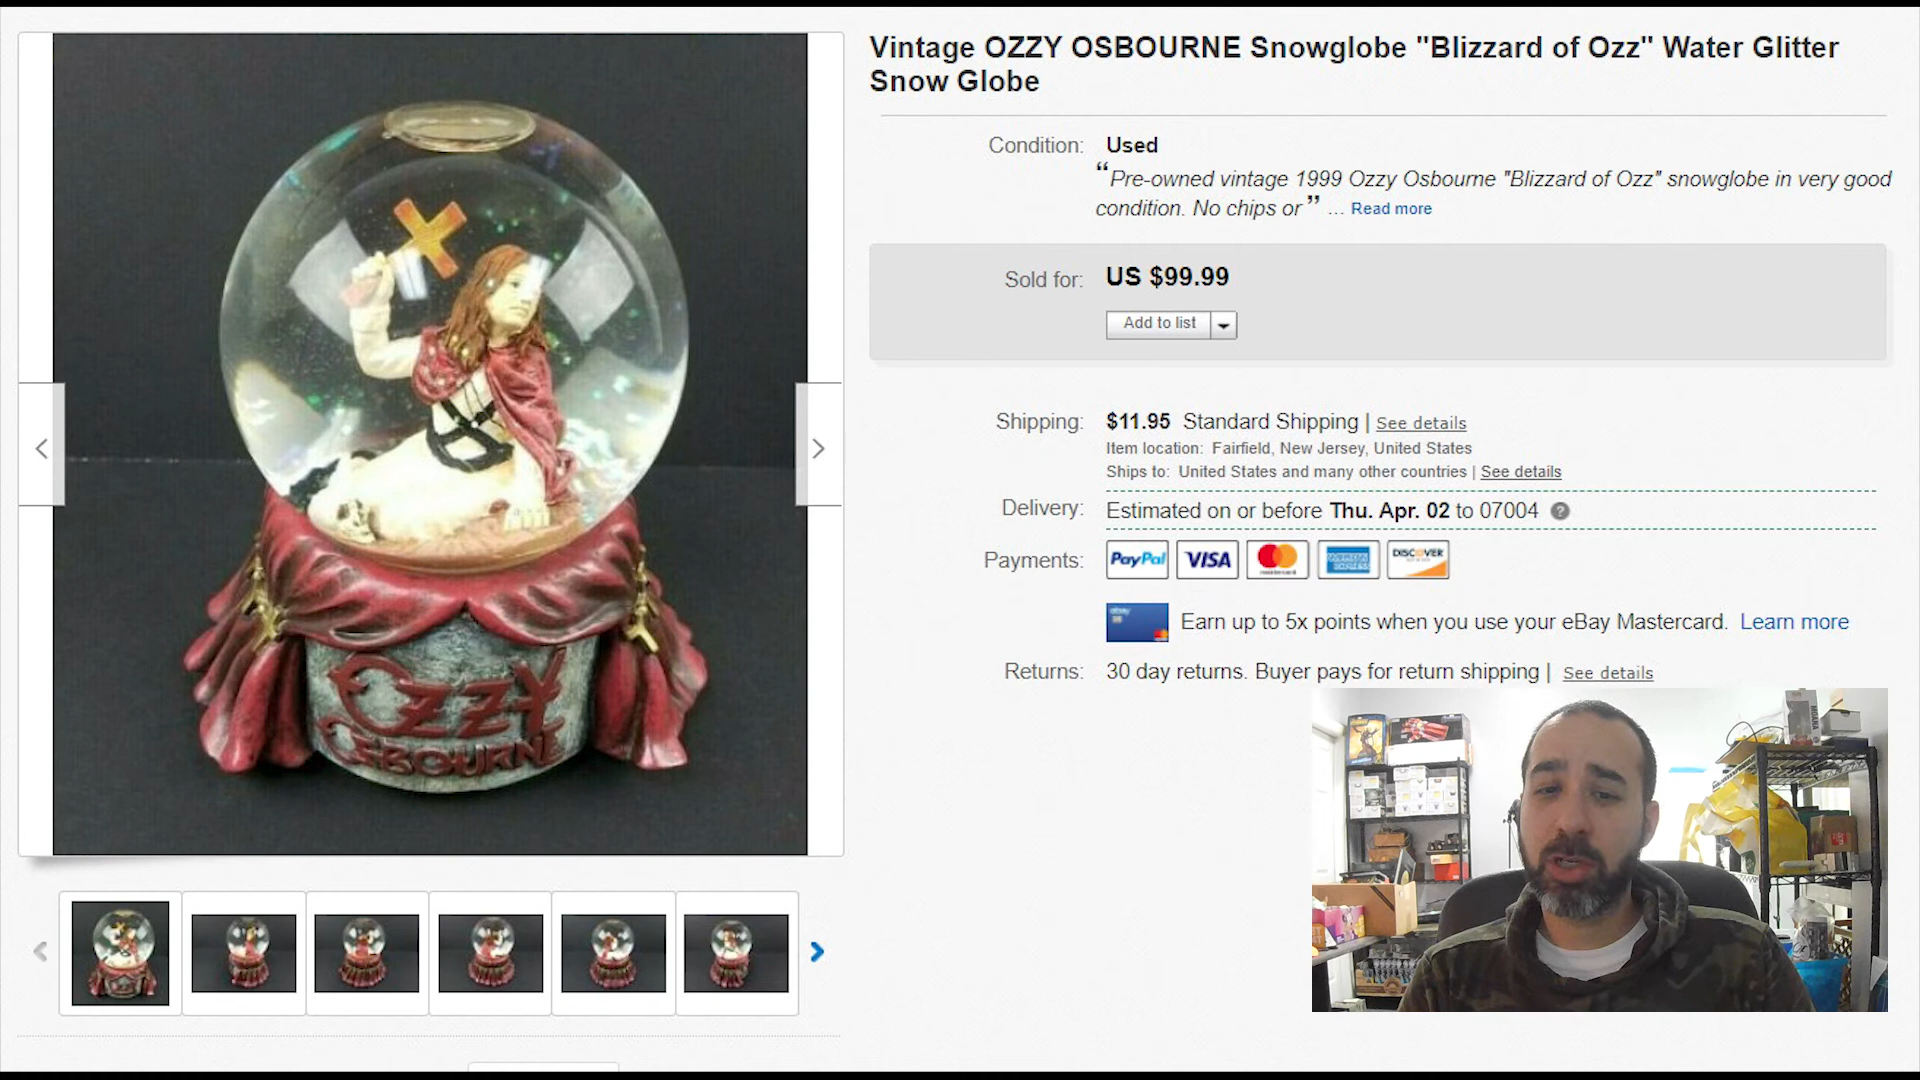 Vintage OZZY OSBOURNE Snowglobe "Blizzard of Ozz" Water Glitter
Snow Globe
Condition: Used
“Pre-owned vintage 1999 Ozzy Osbourne "Blizzard of Ozz" snowglobe in very good
condition. No chips or” ... Read more
Sold for: US $99.99
Add to list
Shipping: $11.95 Standard Shipping | See details
Item location: Fairfield, New Jersey, United States
Ships to: United States and many other countries | See details
Delivery: Estimated on or before Thu. Apr. 02 to 07004 ?
Payments: PayPal VISA mastercard AMERICAN EXPRESS DISCOVER
ebay
Earn up to 5x points when you use your eBay Mastercard. Learn more
Returns: 30 day returns. Buyer pays for return shipping | See details
OZZY
OSBOURNE
MOANA